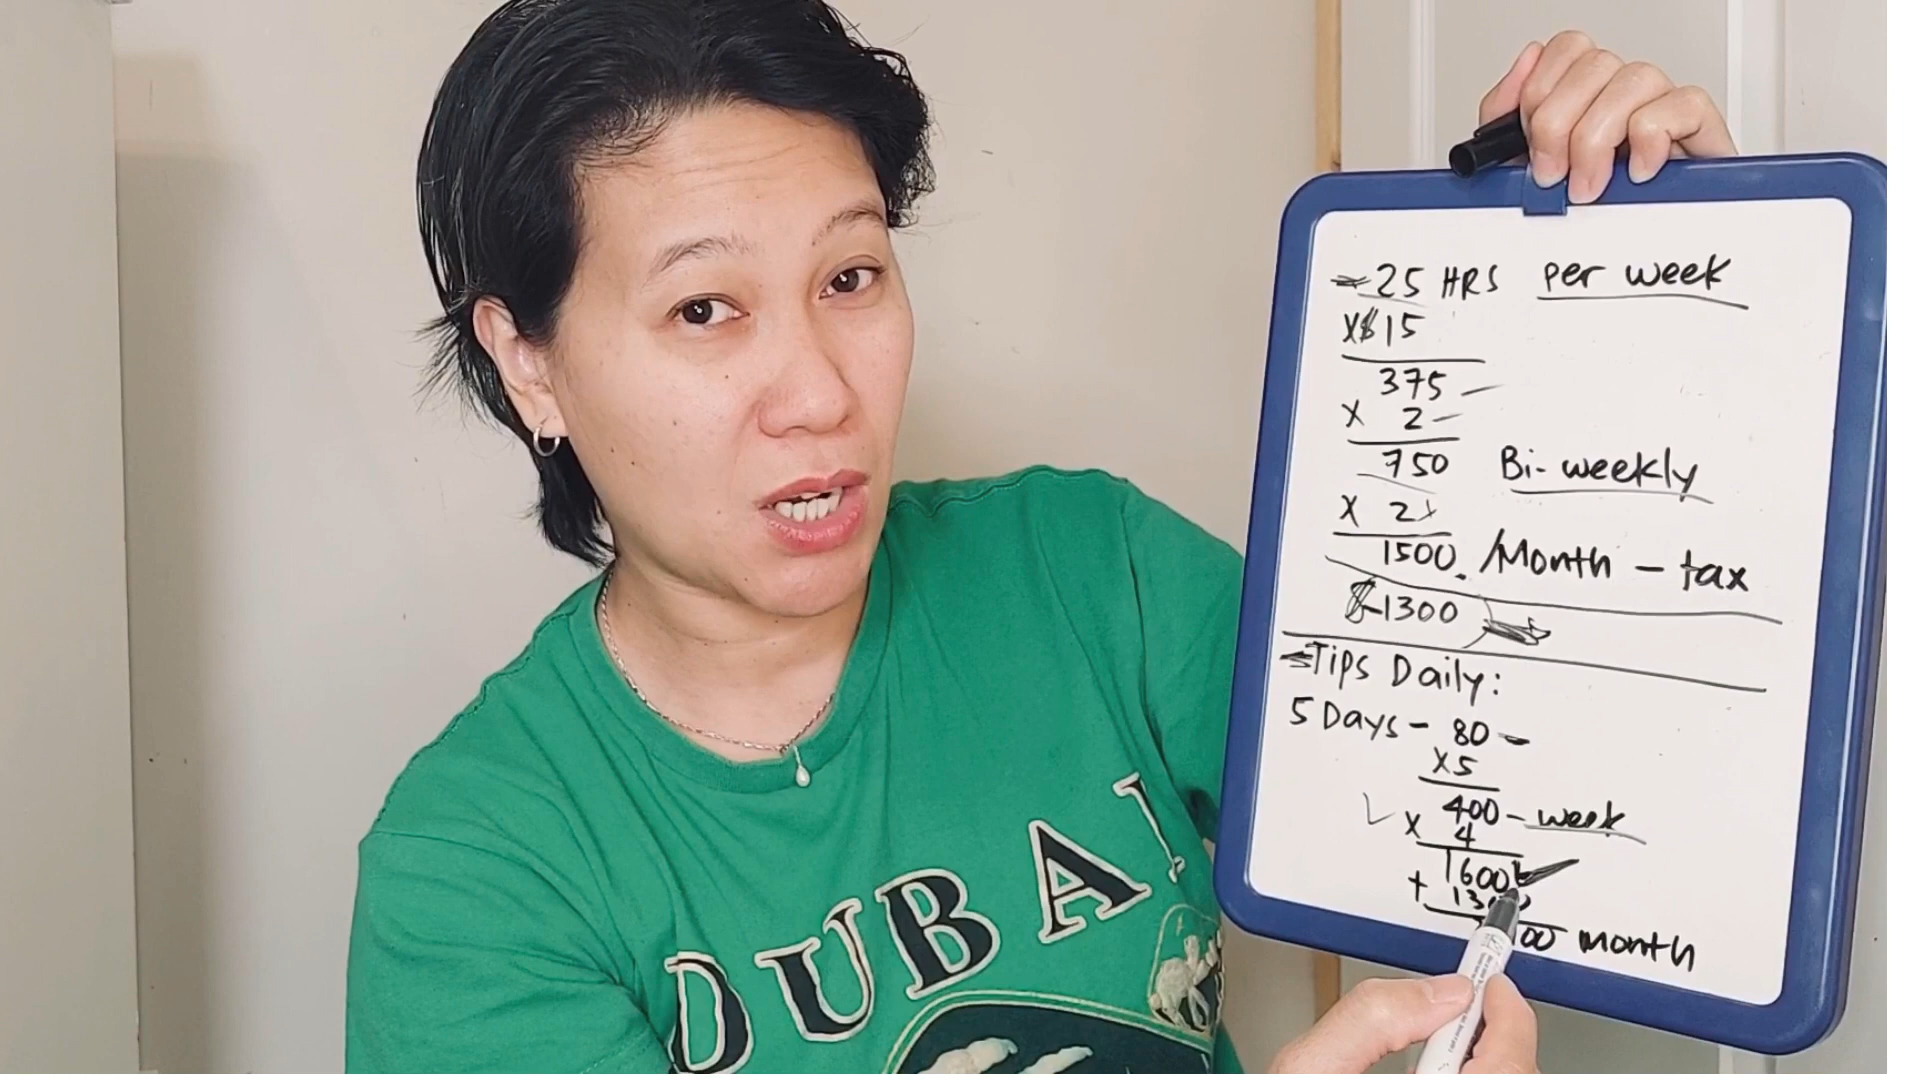 25 HRS per week
X$15
375
X 2
750 Bi-weekly
X 2
1500. /Month - tax
$1300
Tips Daily:
5 Days - 80
X5
400 - week
X 4
1600
+
month
DUBAI